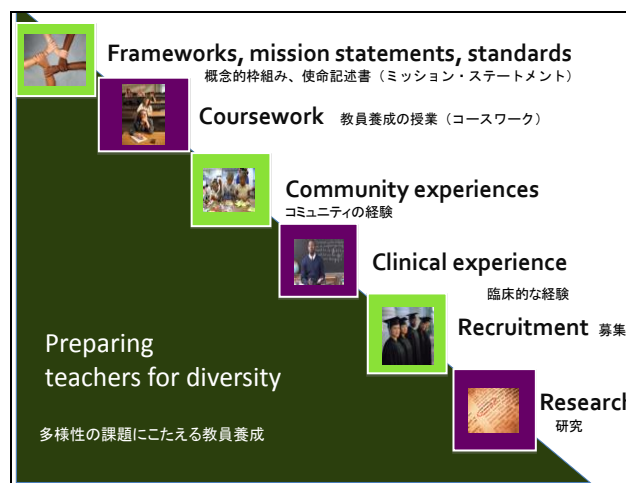 Frameworks, mission statements, standards
概念的枠組み、使命記述書（ミッション・ステートメント）
Coursework 教員養成の授業（コースワーク）
Community experiences
コミュニティの経験
Clinical experience
臨床的な経験
Recruitment 募集
Research
研究
Preparing
teachers for diversity
多様性の課題にこたえる教員養成